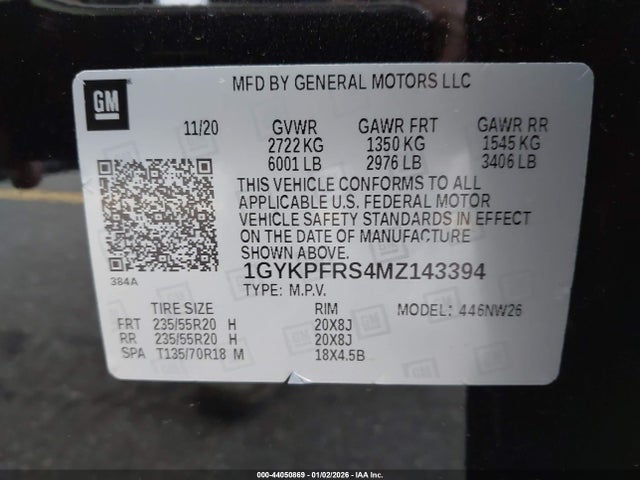 MFD BY GENERAL MOTORS LLC
GM
11/20 GVWR GAWR FRT GAWR RR
2722 KG 1350 KG 1545 KG
6001 LB 2976 LB 3406 LB
THIS VEHICLE CONFORMS TO ALL
APPLICABLE U.S. FEDERAL MOTOR
VEHICLE SAFETY STANDARDS IN EFFECT
ON THE DATE OF MANUFACTURE
SHOWN ABOVE
384A
1GYKPFRS4MZ143394
TYPE: M.P.V.
TIRE SIZE RIM MODEL: 446NW26
FRT 235/55R20 H 20X8J
RR 235/55R20 H 20X8J
SPA T135/70R18 M 18X4.5B
000-44050869 - 01/02/2026 - IAA Inc.